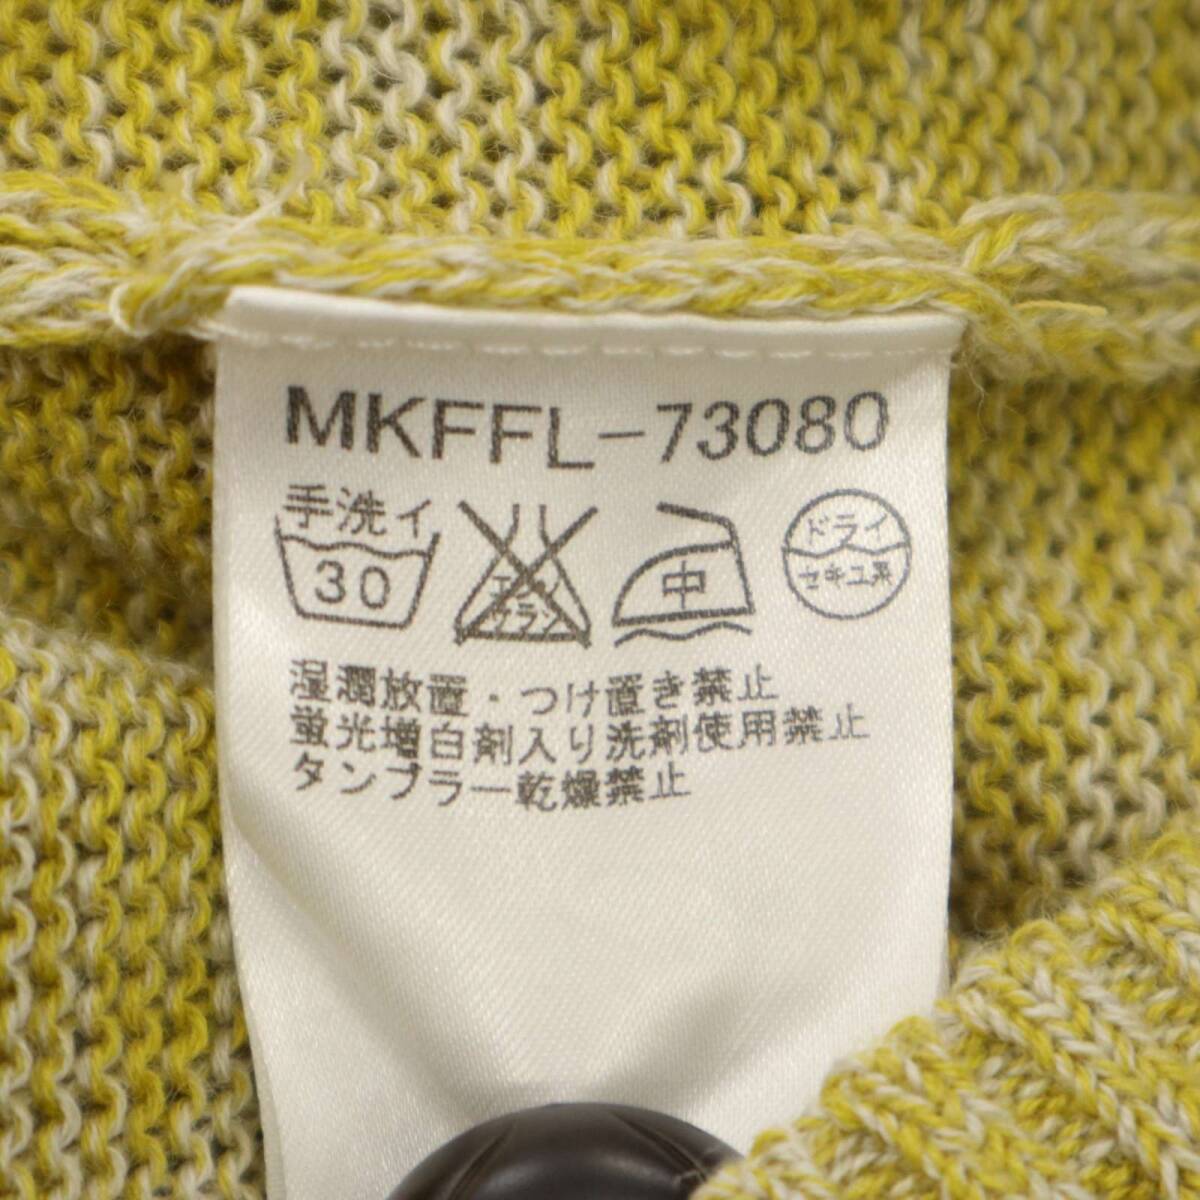 MKFFL-73080
手洗イ
30
エンソサラシ
中
ドライ
セキユ系
湿潤放置・つけ置き禁止
蛍光増白剤入り洗剤使用禁止
タンブラー乾燥禁止